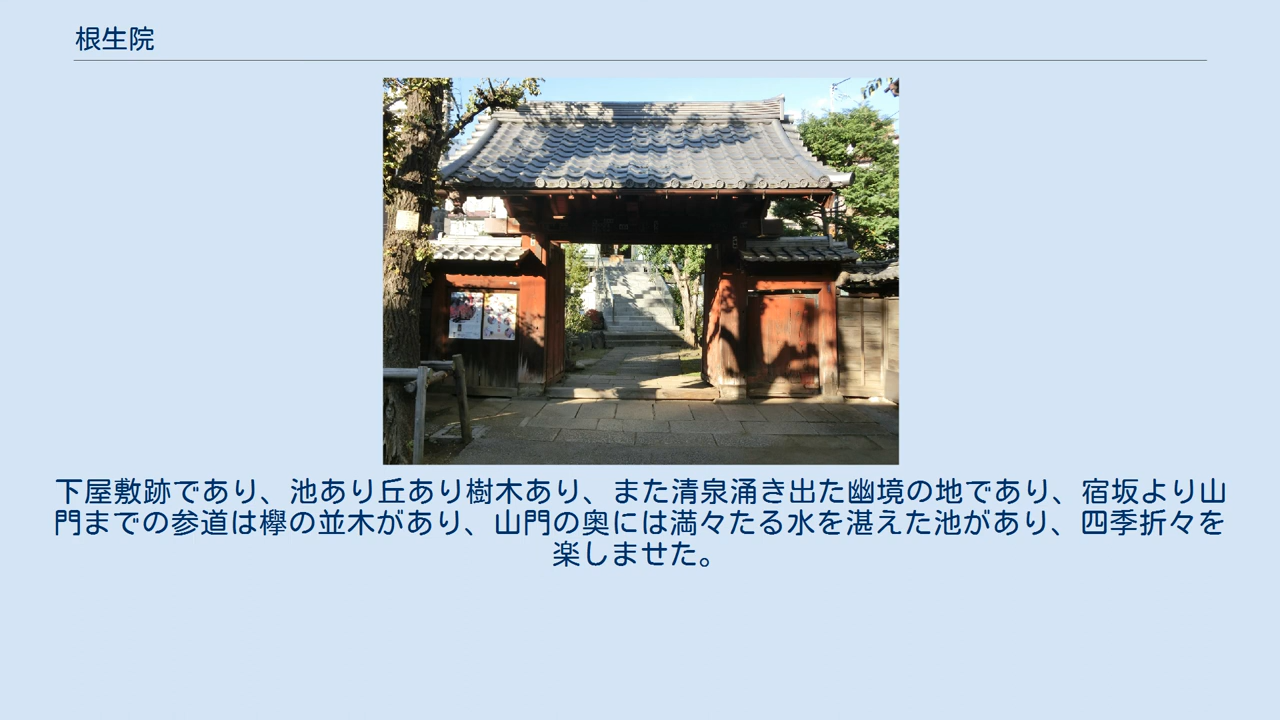 根生院
下屋敷跡であり、池あり丘あり樹木あり、また清泉涌き出た幽境の地であり、宿坂より山
門までの参道は欅の並木があり、山門の奥には満々たる水を湛えた池があり、四季折々を
楽しませた。